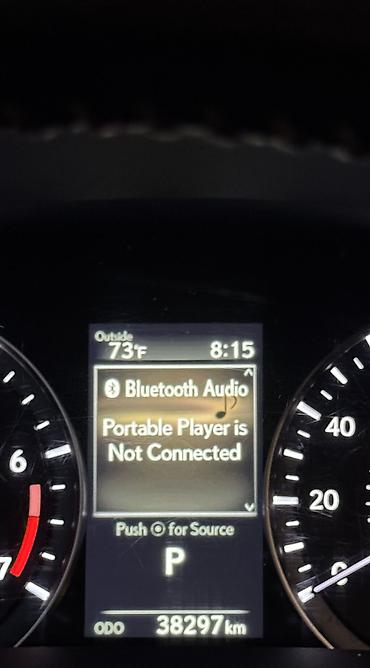 Outside
73°F 8:15
Bluetooth Audio
Portable Player is
Not Connected
Push for Source
P
ODO 38297 km
6
7
40
20
0